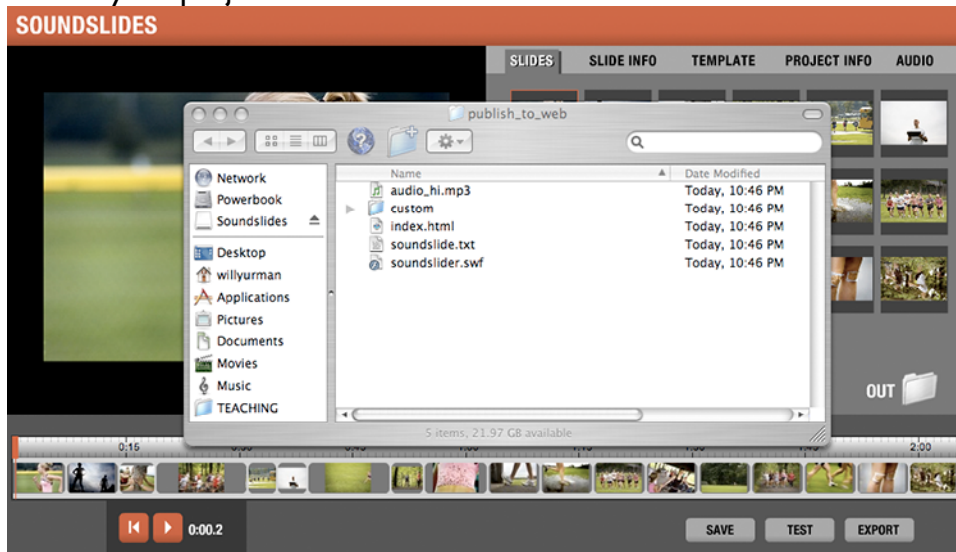 SOUNDSLIDES
SLIDES SLIDE INFO TEMPLATE PROJECT INFO AUDIO
publish_to_web
Name Date Modified
Network
Powerbook
Soundslides
Desktop
willyurman
Applications
Pictures
Documents
Movies
Music
TEACHING
audio_hi.mp3 Today, 10:46 PM
custom Today, 10:46 PM
index.html Today, 10:46 PM
soundslide.txt Today, 10:46 PM
soundslider.swf Today, 10:46 PM
5 items, 21.97 GB available
OUT
0:15 2:00
0:00.2
SAVE TEST EXPORT